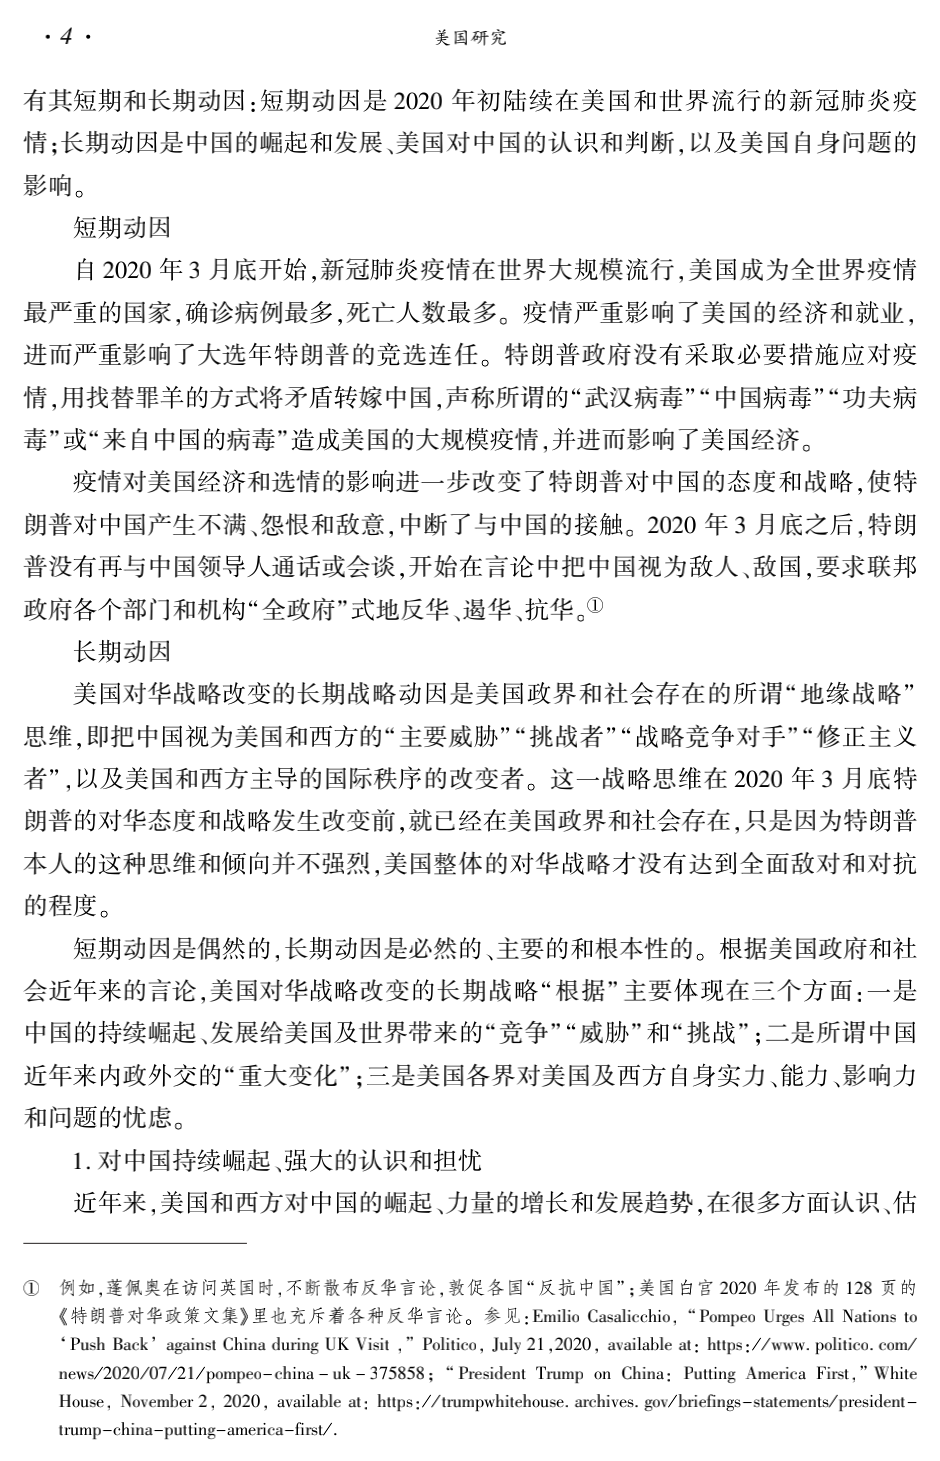 · 4 ·
美国研究
有其短期和长期动因:短期动因是 2020 年初陆续在美国和世界流行的新冠肺炎疫
情;长期动因是中国的崛起和发展、美国对中国的认识和判断,以及美国自身问题的
影响。
短期动因
自 2020 年 3 月底开始,新冠肺炎疫情在世界大规模流行,美国成为全世界疫情
最严重的国家,确诊病例最多,死亡人数最多。疫情严重影响了美国的经济和就业,
进而严重影响了大选年特朗普的竞选连任。特朗普政府没有采取必要措施应对疫
情,用找替罪羊的方式将矛盾转嫁中国,声称所谓的“武汉病毒”“中国病毒”“功夫病
毒”或“来自中国的病毒”造成美国的大规模疫情,并进而影响了美国经济。
疫情对美国经济和选情的影响进一步改变了特朗普对中国的态度和战略,使特
朗普对中国产生不满、怨恨和敌意,中断了与中国的接触。2020 年 3 月底之后,特朗
普没有再与中国领导人通话或会谈,开始在言论中把中国视为敌人、敌国,要求联邦
政府各个部门和机构“全政府”式地反华、遏华、抗华。①
长期动因
美国对华战略改变的长期战略动因是美国政界和社会存在的所谓“地缘战略”
思维,即把中国视为美国和西方的“主要威胁”“挑战者”“战略竞争对手”“修正主义
者”,以及美国和西方主导的国际秩序的改变者。这一战略思维在 2020 年 3 月底特
朗普的对华态度和战略发生改变前,就已经在美国政界和社会存在,只是因为特朗普
本人的这种思维和倾向并不强烈,美国整体的对华战略才没有达到全面敌对和对抗
的程度。
短期动因是偶然的,长期动因是必然的、主要的和根本性的。根据美国政府和社
会近年来的言论,美国对华战略改变的长期战略“根据”主要体现在三个方面:一是
中国的持续崛起、发展给美国及世界带来的“竞争”“威胁”和“挑战”;二是所谓中国
近年来内政外交的“重大变化”;三是美国各界对美国及西方自身实力、能力、影响力
和问题的忧虑。
1. 对中国持续崛起、强大的认识和担忧
近年来,美国和西方对中国的崛起、力量的增长和发展趋势,在很多方面认识、估
① 例如,蓬佩奥在访问英国时,不断散布反华言论,敦促各国“反抗中国”;美国白宫 2020 年发布的 128 页的
《特朗普对华政策文集》里也充斥着各种反华言论。参见:Emilio Casalicchio, “Pompeo Urges All Nations to
‘Push Back’ against China during UK Visit ,” Politico, July 21,2020, available at: https://www. politico. com/
news/2020/07/21/pompeo-china-uk-375858; “President Trump on China: Putting America First,” White
House, November 2, 2020, available at: https://trumpwhitehouse. archives. gov/briefings-statements/president-
trump-china-putting-america-first/.